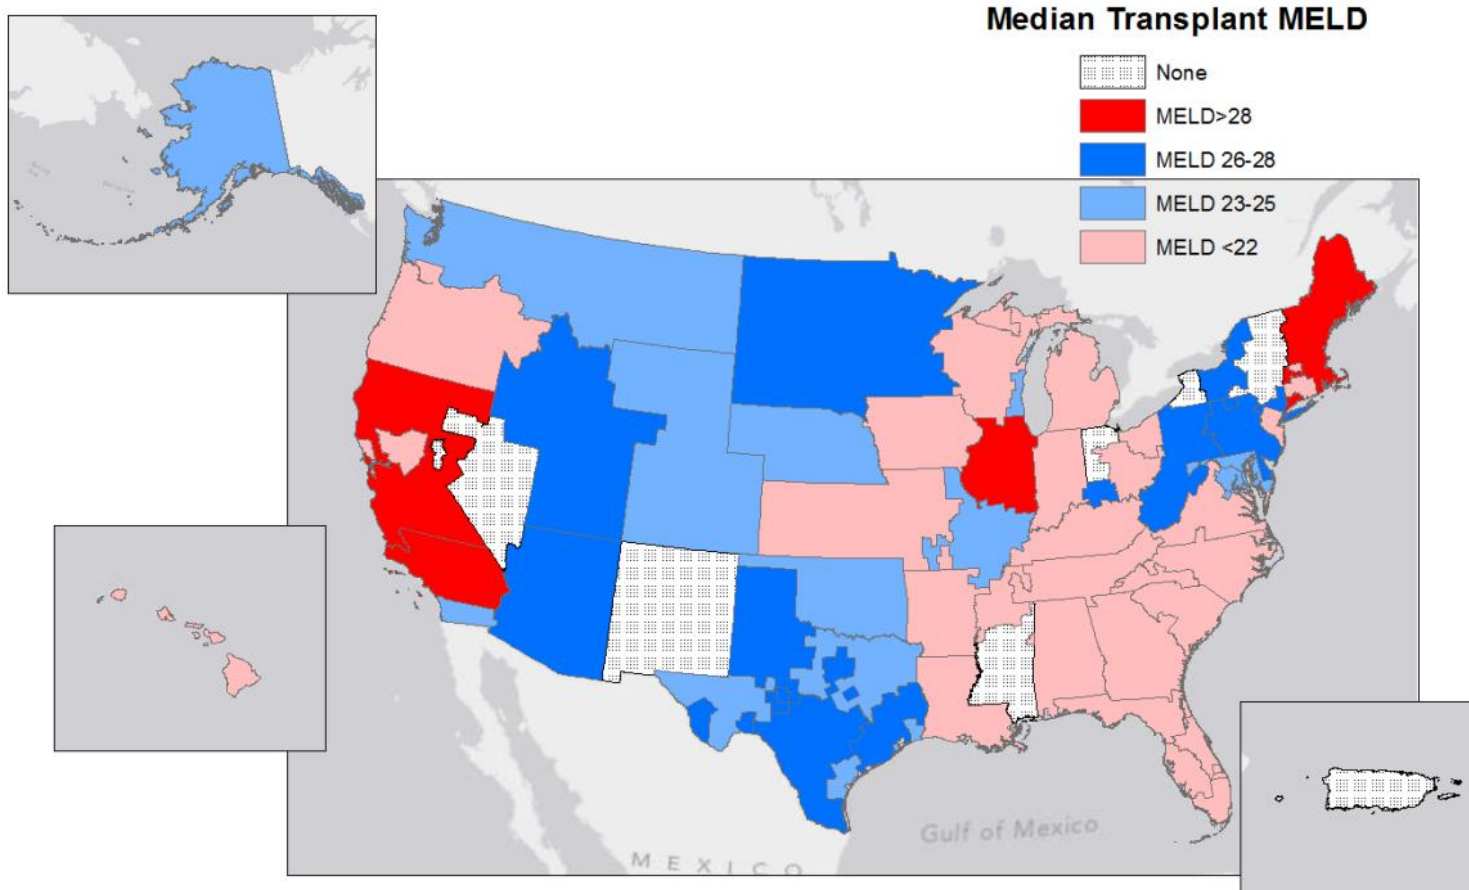 Median Transplant MELD
None
MELD>28
MELD 26-28
MELD 23-25
MELD <22
Gulf of Mexico
MEXICO